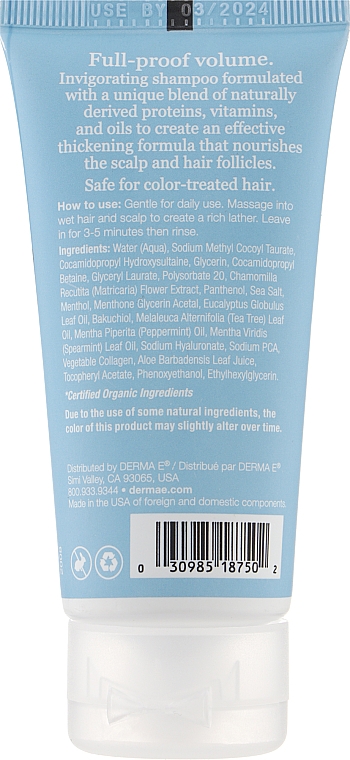 USE BY 03/2024
Full-proof volume.
Invigorating shampoo formulated
with a unique blend of naturally
derived proteins, vitamins,
and oils to create an effective
thickening formula that nourishes
the scalp and hair follicles.
Safe for color-treated hair.
How to use: Gentle for daily use. Massage into
wet hair and scalp to create a rich lather. Leave
in for 3-5 minutes then rinse.
Ingredients: Water (Aqua), Sodium Methyl Cocoyl Taurate,
Cocamidopropyl Hydroxysultaine, Glycerin, Cocamidopropyl
Betaine, Glyceryl Laurate, Polysorbate 20, Chamomilla
Recutita (Matricaria) Flower Extract, Panthenol, Sea Salt,
Menthol, Menthone Glycerin Acetal, Eucalyptus Globulus
Leaf Oil, Bakuchiol, Melaleuca Alternifolia (Tea Tree) Leaf
Oil, Mentha Piperita (Peppermint) Oil, Mentha Viridis
(Spearmint) Leaf Oil, Sodium Hyaluronate, Sodium PCA,
Vegetable Collagen, Aloe Barbadensis Leaf Juice,
Tocopheryl Acetate, Phenoxyethanol, Ethylhexylglycerin.
*Certified Organic Ingredients
Due to the use of some natural ingredients, the
color of this product may slightly alter over time.
Distributed by DERMA E® / Distribué par DERMA E®
Simi Valley, CA 93065, USA
800.933.9344 • dermae.com
Made in the USA of foreign and domestic components.
0 30985 18750 2